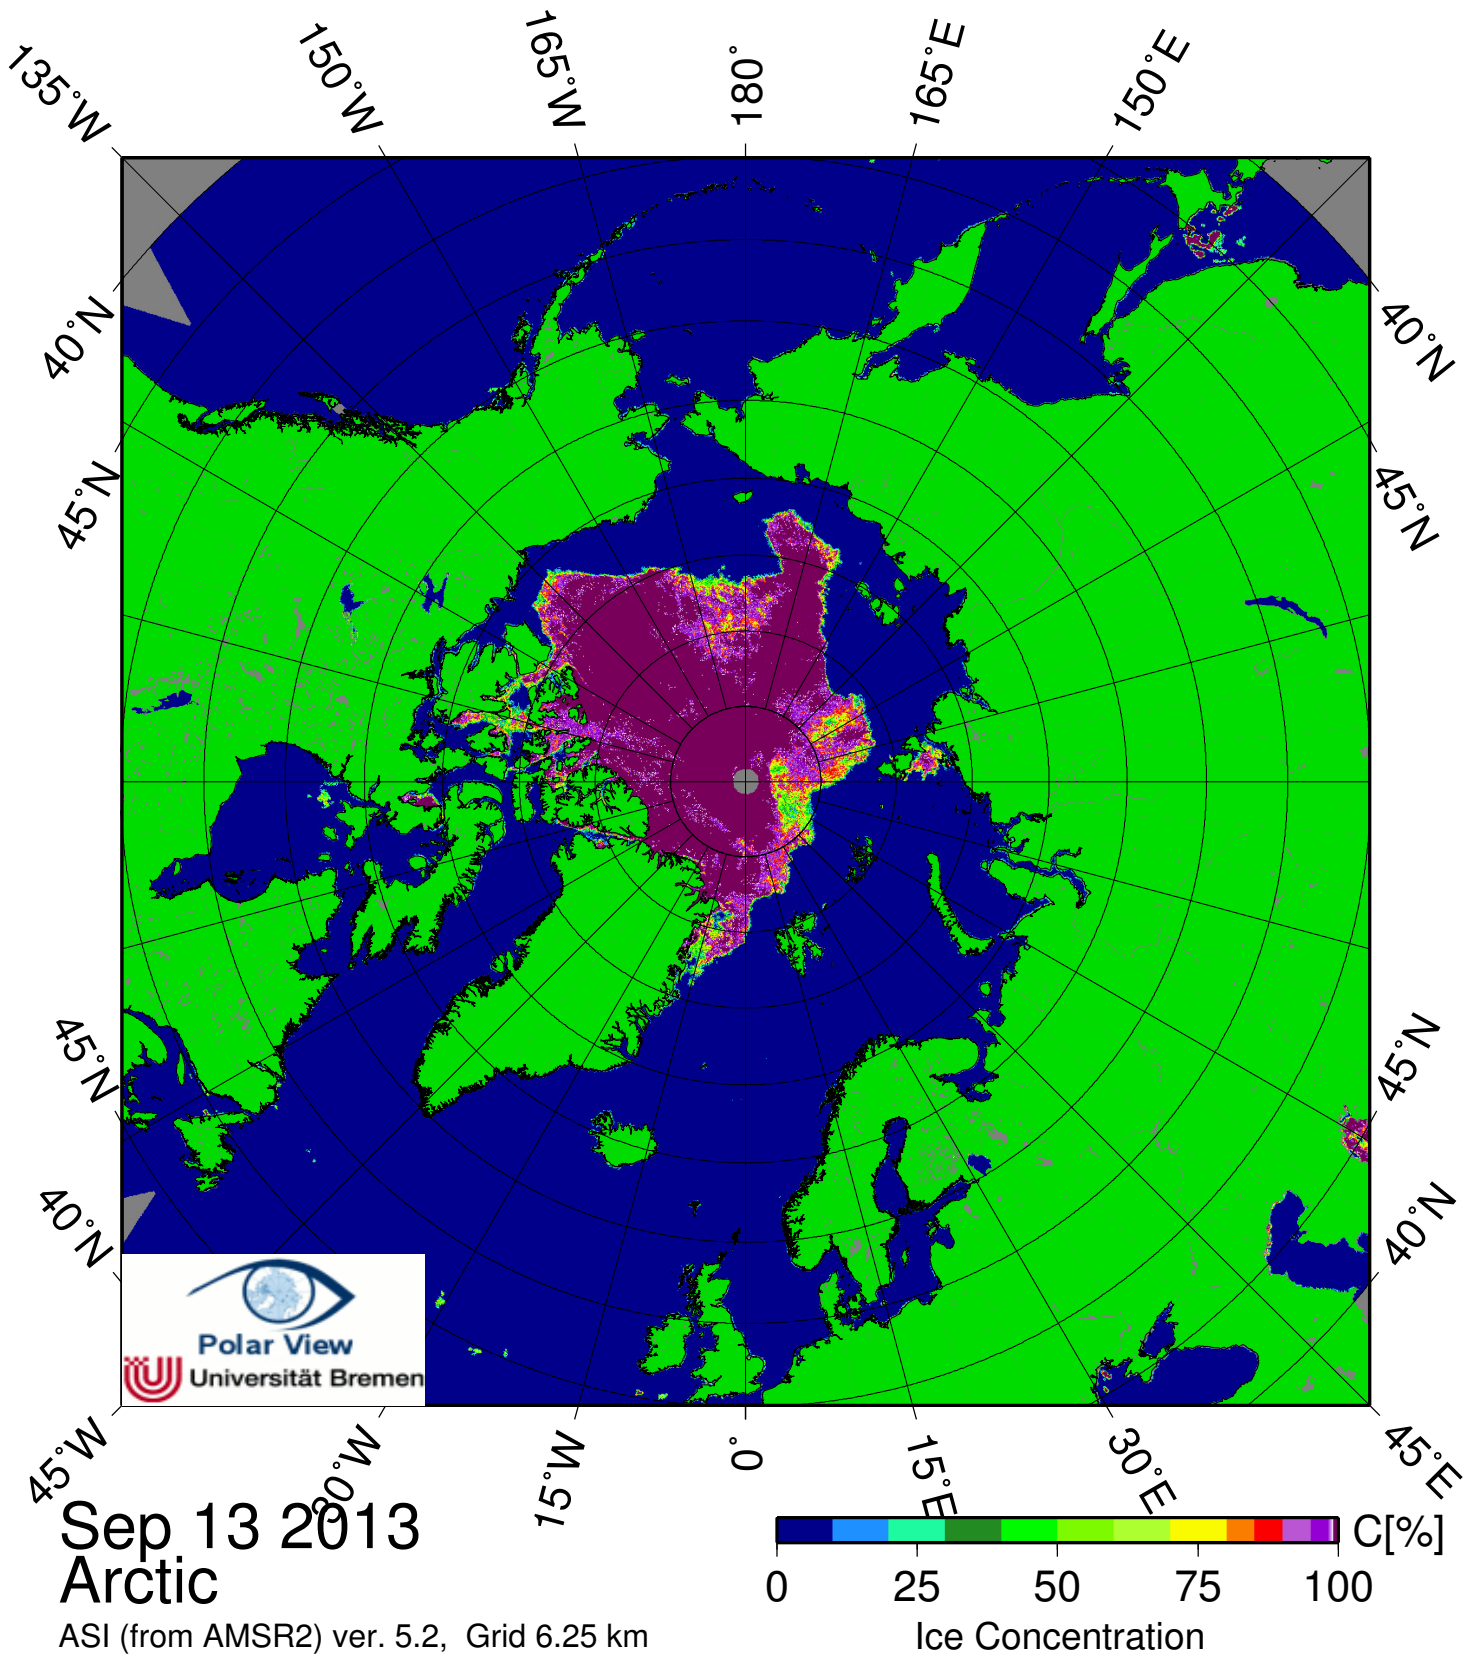 135°W
150°W
165°W
180°
165°E
150°E
40°N
40°N
45°N
45°N
45°N
45°N
40°N
40°N
Polar View
Universität Bremen
45°W
30°W
15°W
0°
15°E
30°E
45°E
Sep 13 2013
Arctic
ASI (from AMSR2) ver. 5.2, Grid 6.25 km
C[%]
0 25 50 75 100
Ice Concentration